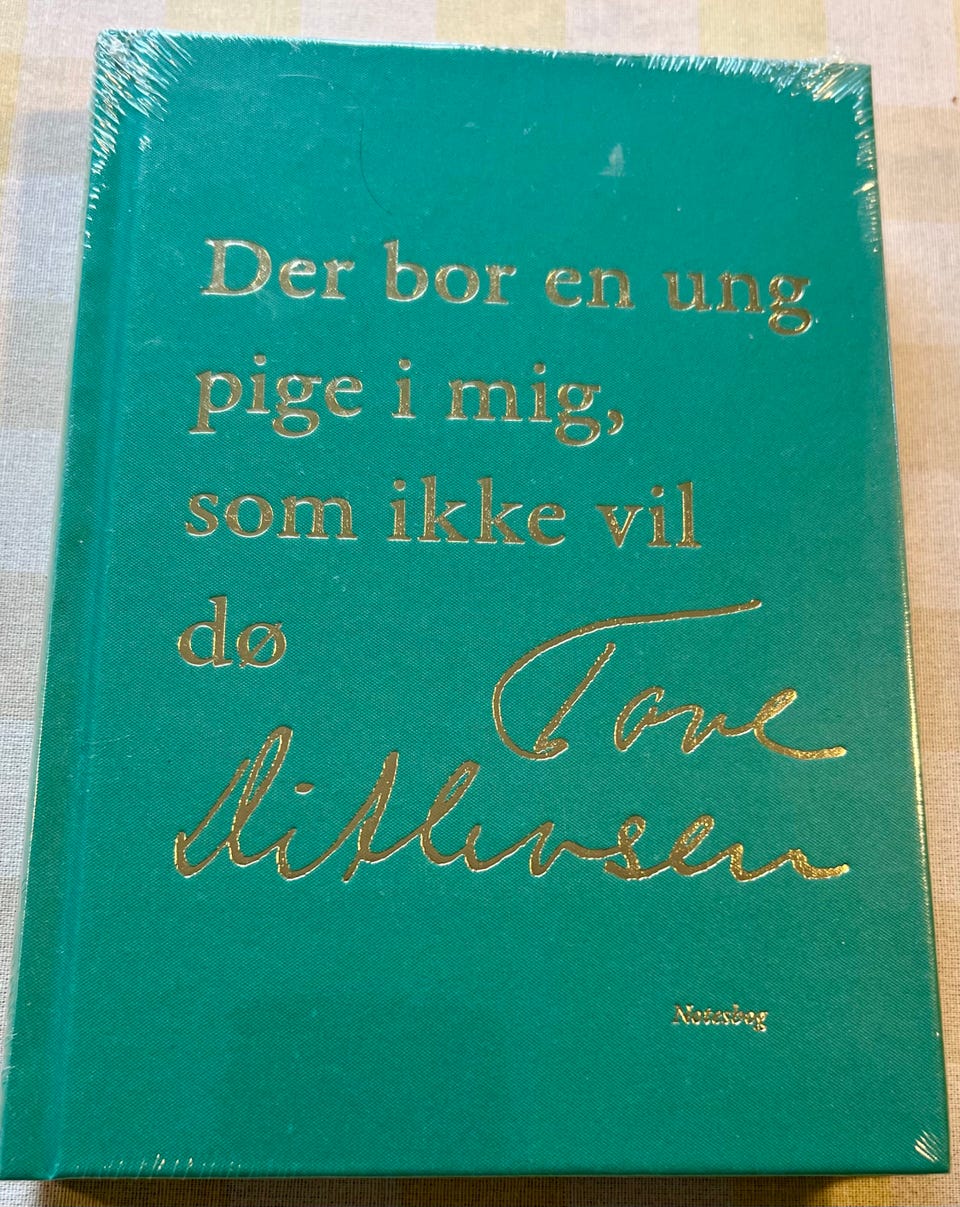 Der bor en ung
pige i mig,
som ikke vil
dø
Tove
Ditlevsen
Notesbog